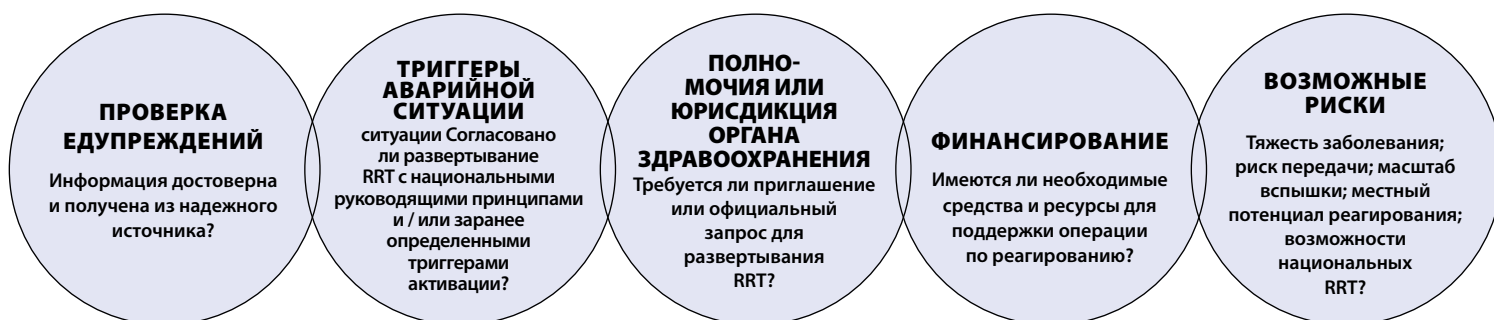 ПРОВЕРКА
ЕДУПРЕЖДЕНИЙ
Информация достоверна
и получена из надежного
источника?
ТРИГГЕРЫ
АВАРИЙНОЙ
СИТУАЦИИ
ситуации Согласовано
ли развертывание
RRT с национальными
руководящими принципами
и / или заранее
определенными
триггерами
активации?
ПОЛНО-
МОЧИЯ ИЛИ
ЮРИСДИКЦИЯ
ОРГАНА
ЗДРАВООХРАНЕНИЯ
Требуется ли приглашение
или официальный
запрос для
развертывания
RRT?
ФИНАНСИРОВАНИЕ
Имеются ли необходимые
средства и ресурсы для
поддержки операции
по реагированию?
ВОЗМОЖНЫЕ
РИСКИ
Тяжесть заболевания;
риск передачи; масштаб
вспышки; местный
потенциал реагирования;
возможности
национальных
RRT?